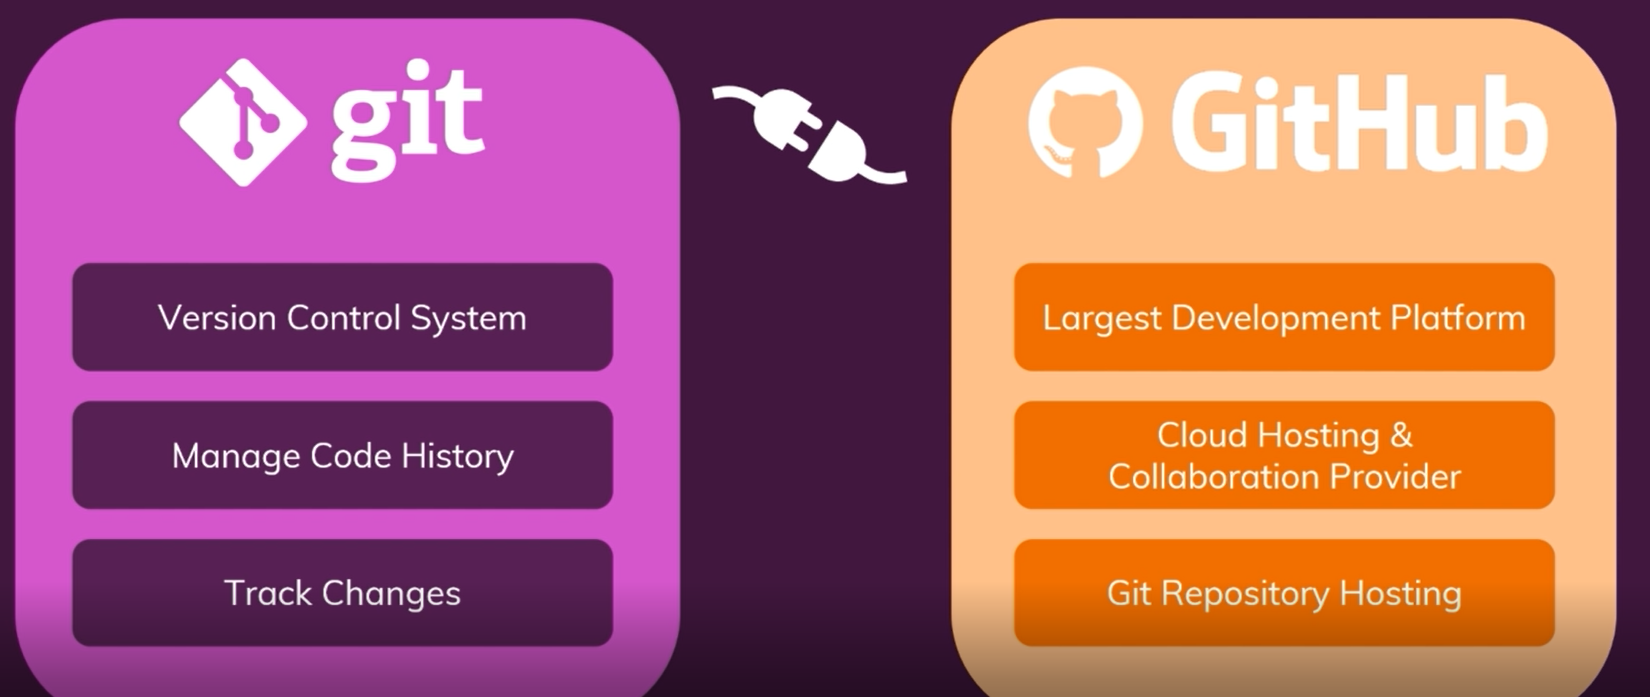 git
Version Control System
Manage Code History
Track Changes
GitHub
Largest Development Platform
Cloud Hosting &
Collaboration Provider
Git Repository Hosting